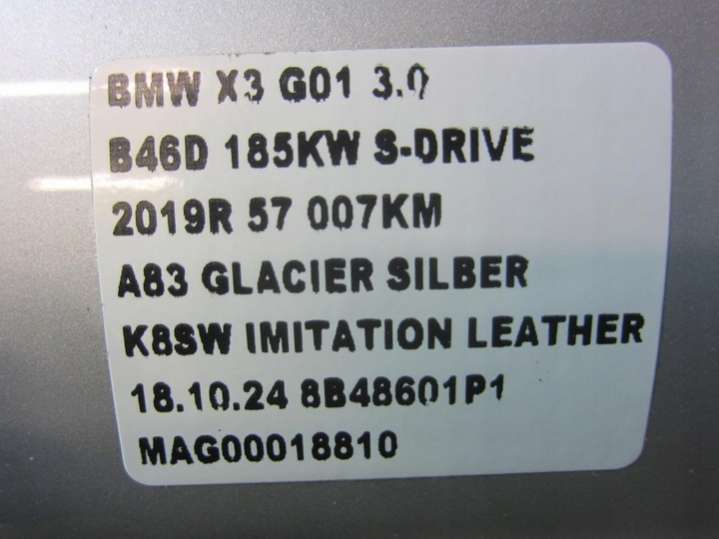 BMW X3 G01 3.0
B46D 185KW S-DRIVE
2019R 57 007KM
A83 GLACIER SILBER
K8SW IMITATION LEATHER
18.10.24 8B48601P1
MAG00018810